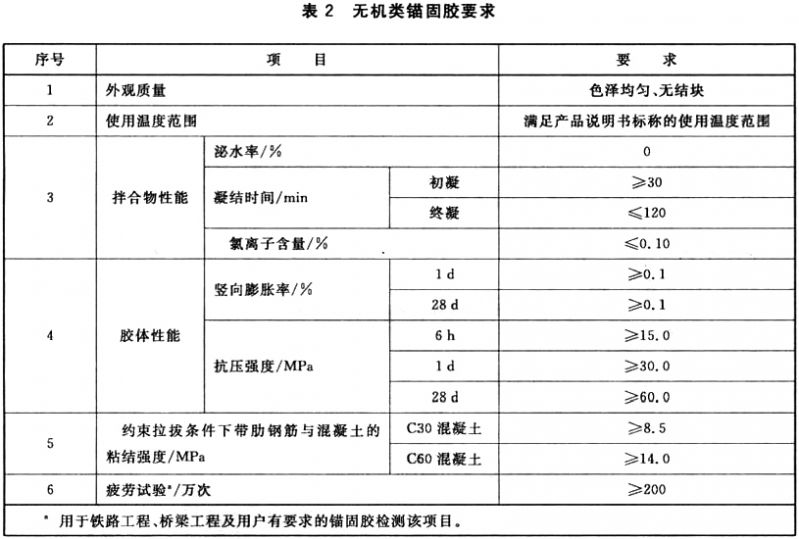 表 2 无机类锚固胶要求
序号 项 目 要 求
1 外观质量 色泽均匀、无结块
2 使用温度范围 满足产品说明书标称的使用温度范围
3 拌合物性能 泌水率/% 0
凝结时间/min 初凝 ≥30
终凝 ≤120
氯离子含量/% ≤0.10
4 胶体性能 竖向膨胀率/% 1 d ≥0.1
28 d ≥0.1
抗压强度/MPa 6 h ≥15.0
1 d ≥30.0
28 d ≥60.0
5 约束拉拔条件下带肋钢筋与混凝土的
粘结强度/MPa C30 混凝土 ≥8.5
C60 混凝土 ≥14.0
6 疲劳试验ᵃ/万次 ≥200
ᵃ 用于铁路工程、桥梁工程及用户有要求的锚固胶检测该项目。